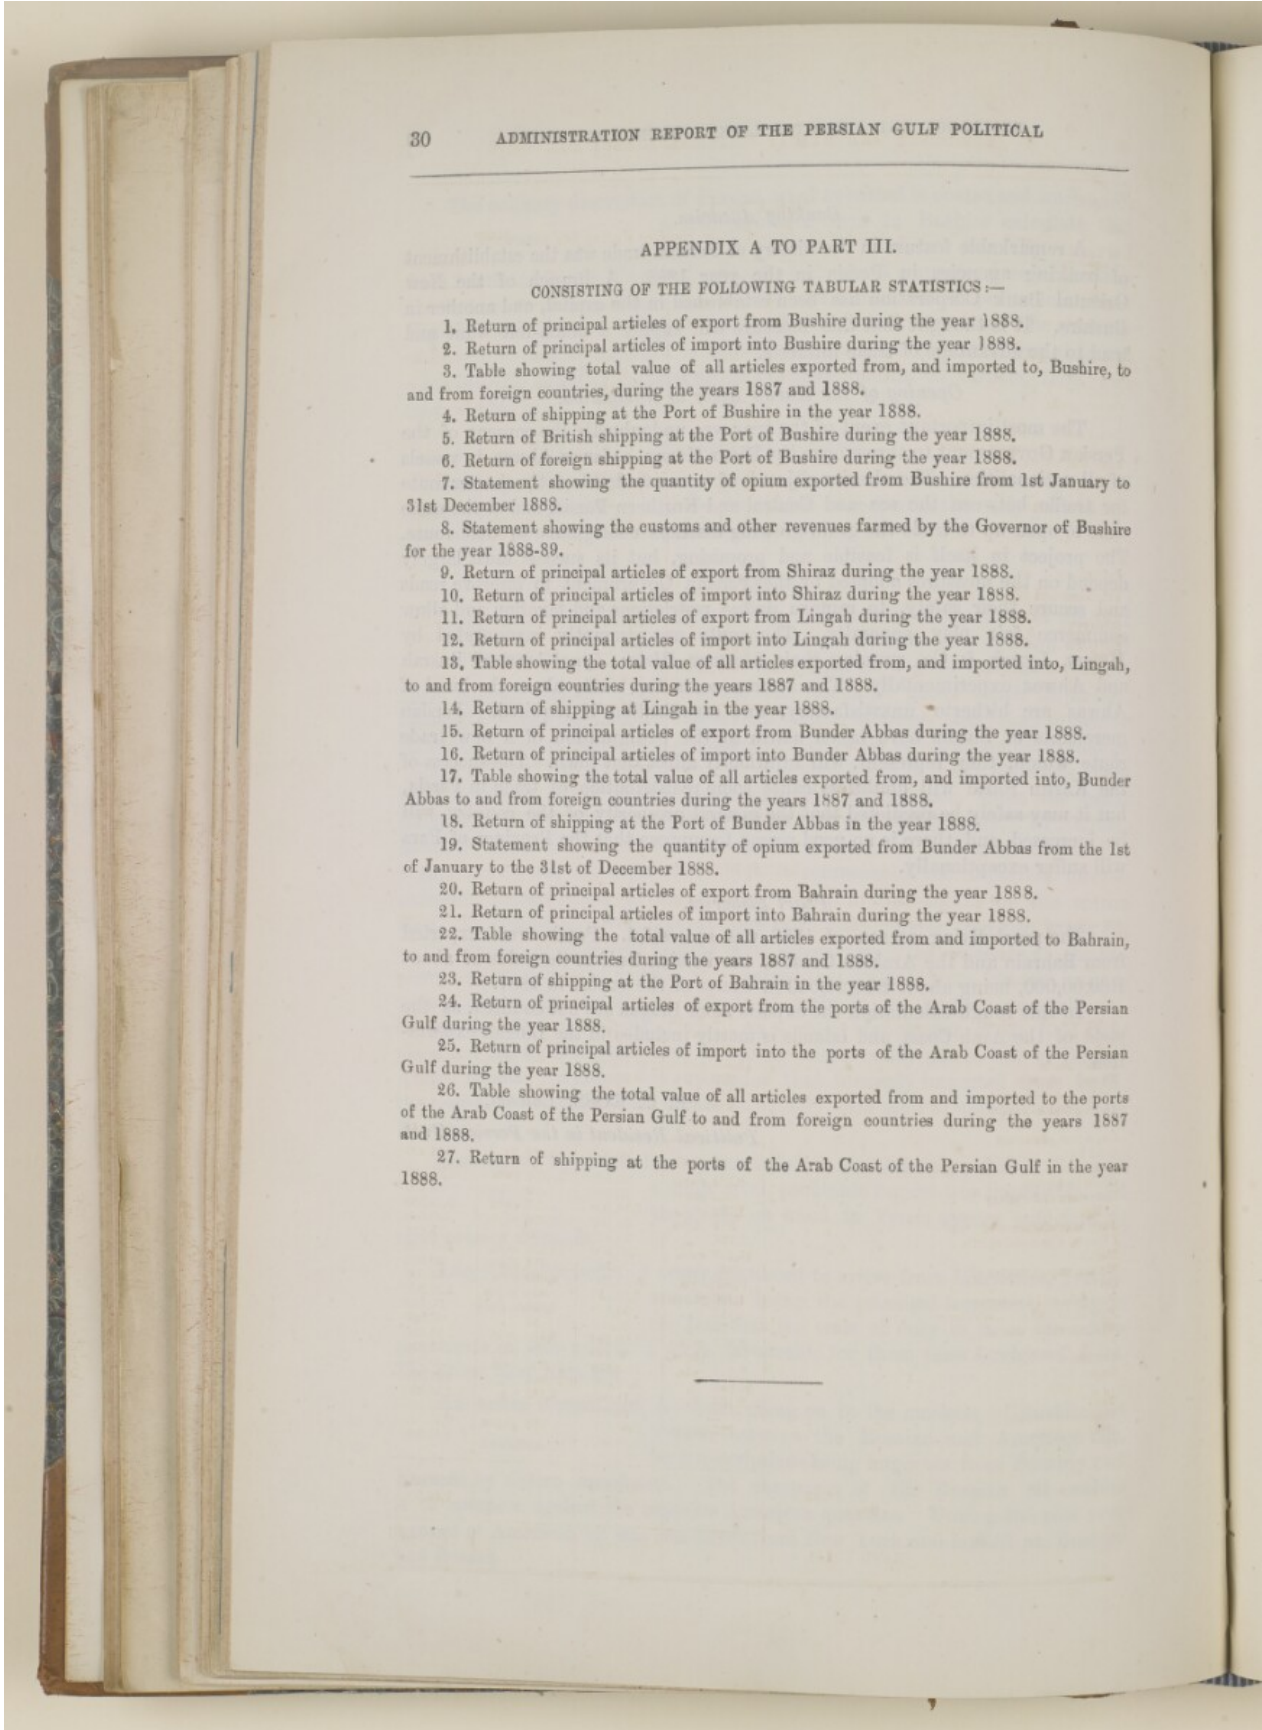 30 ADMINISTRATION REPORT OF THE PERSIAN GULF POLITICAL
APPENDIX A TO PART III.
CONSISTING OF THE FOLLOWING TABULAR STATISTICS:—
1. Return of principal articles of export from Bushire during the year 1888.
2. Return of principal articles of import into Bushire during the year 1888.
3. Table showing total value of all articles exported from, and imported to, Bushire, to
and from foreign countries, during the years 1887 and 1888.
4. Return of shipping at the Port of Bushire in the year 1888.
5. Return of British shipping at the Port of Bushire during the year 1888.
6. Return of foreign shipping at the Port of Bushire during the year 1888.
7. Statement showing the quantity of opium exported from Bushire from 1st January to
31st December 1888.
8. Statement showing the customs and other revenues farmed by the Governor of Bushire
for the year 1888-89.
9. Return of principal articles of export from Shiraz during the year 1888.
10. Return of principal articles of import into Shiraz during the year 1888.
11. Return of principal articles of export from Lingah during the year 1888.
12. Return of principal articles of import into Lingah during the year 1888.
13. Table showing the total value of all articles exported from, and imported into, Lingah,
to and from foreign countries during the years 1887 and 1888.
14. Return of shipping at Lingah in the year 1888.
15. Return of principal articles of export from Bunder Abbas during the year 1888.
16. Return of principal articles of import into Bunder Abbas during the year 1888.
17. Table showing the total value of all articles exported from, and imported into, Bunder
Abbas to and from foreign countries during the years 1887 and 1888.
18. Return of shipping at the Port of Bunder Abbas in the year 1888.
19. Statement showing the quantity of opium exported from Bunder Abbas from the 1st
of January to the 31st of December 1888.
20. Return of principal articles of export from Bahrain during the year 1888.
21. Return of principal articles of import into Bahrain during the year 1888.
22. Table showing the total value of all articles exported from and imported to Bahrain,
to and from foreign countries during the years 1887 and 1888.
23. Return of shipping at the Port of Bahrain in the year 1888.
24. Return of principal articles of export from the ports of the Arab Coast of the Persian
Gulf during the year 1888.
25. Return of principal articles of import into the ports of the Arab Coast of the Persian
Gulf during the year 1888.
26. Table showing the total value of all articles exported from and imported to the ports
of the Arab Coast of the Persian Gulf to and from foreign countries during the years 1887
and 1888.
27. Return of shipping at the ports of the Arab Coast of the Persian Gulf in the year
1888.